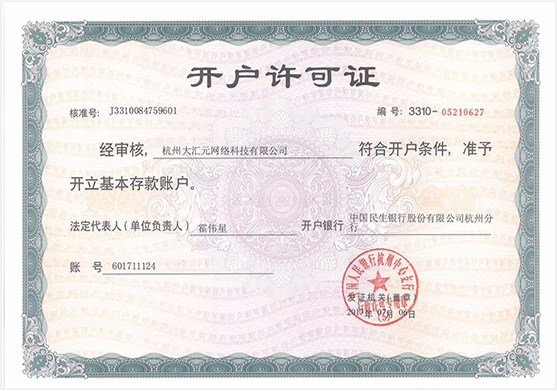 开户许可证
核准号: J3310084759601 编 号: 3310- 05210627
经审核, 杭州大汇元网络科技有限公司 符合开户条件, 准予
开立基本存款账户。
法定代表人(单位负责人) 霍伟星 开户银行 中国民生银行股份有限公司杭州分
行
账 号 601711124
中国人民银行杭州中心支行
发证机关(盖章)
2017年 07月 06日